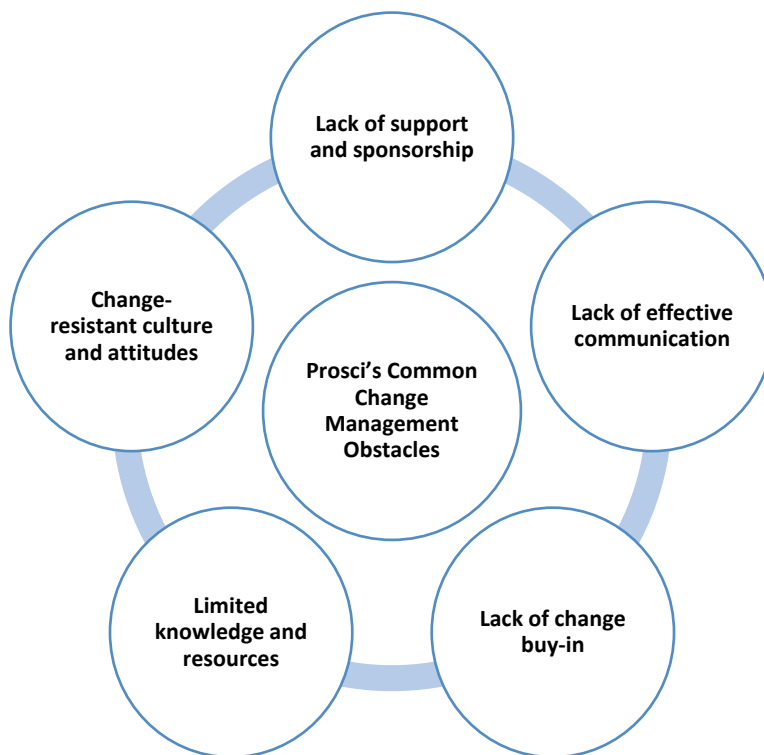 Lack of support
and sponsorship
Lack of effective
communication
Lack of change
buy-in
Limited
knowledge and
resources
Change-
resistant culture
and attitudes
Prosci’s Common
Change
Management
Obstacles